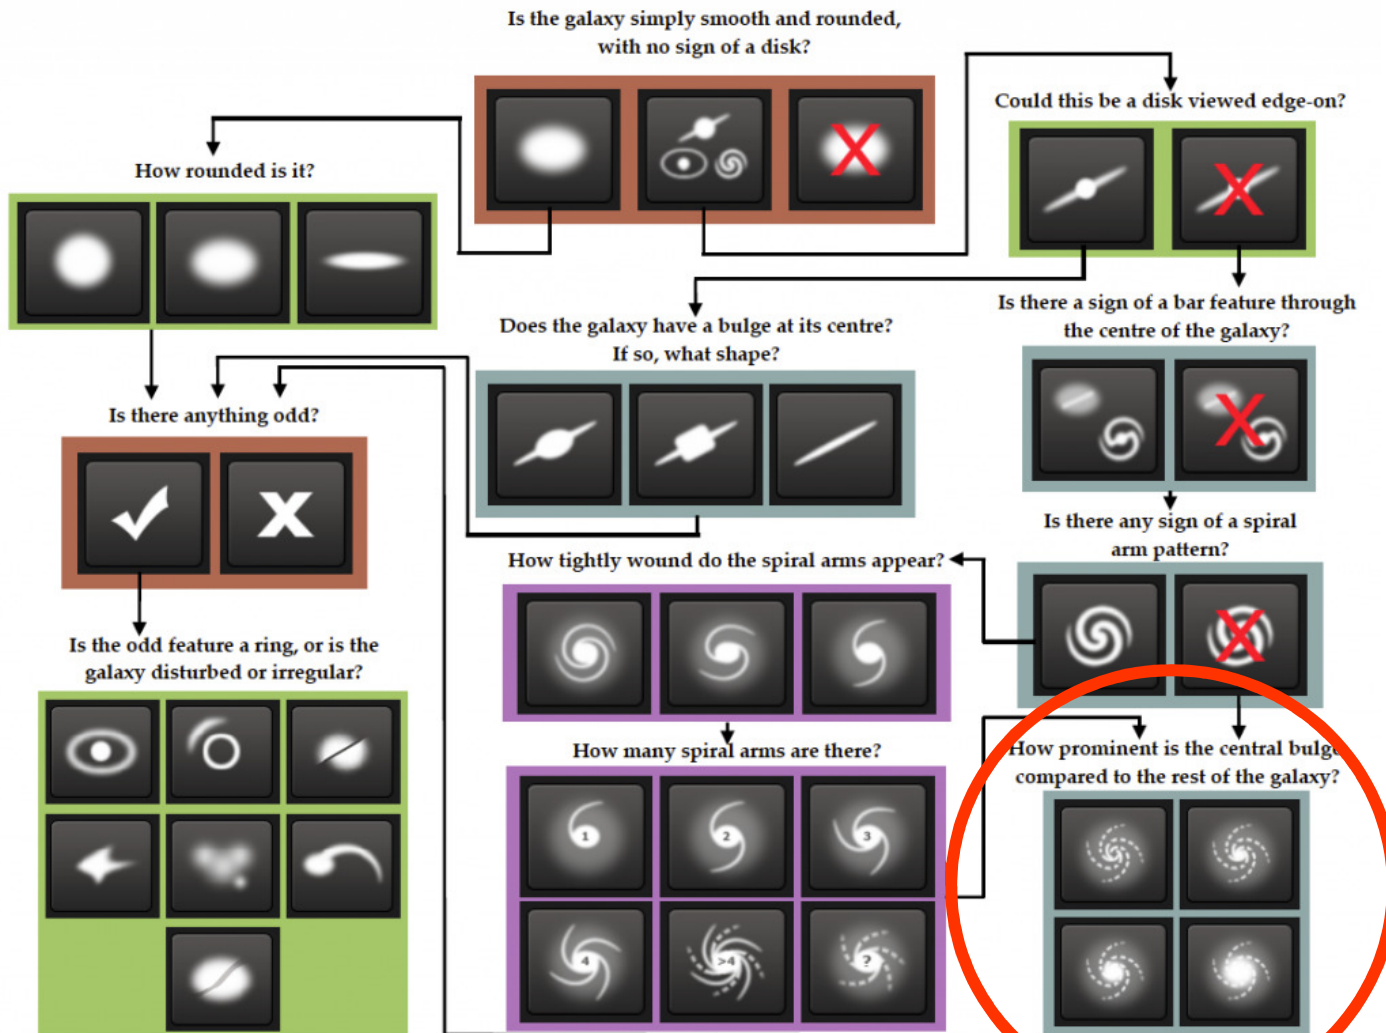 Is the galaxy simply smooth and rounded,
with no sign of a disk?
Could this be a disk viewed edge-on?
How rounded is it?
Is there a sign of a bar feature through
the centre of the galaxy?
Does the galaxy have a bulge at its centre?
If so, what shape?
Is there anything odd?
Is there any sign of a spiral
arm pattern?
How tightly wound do the spiral arms appear?
Is the odd feature a ring, or is the
galaxy disturbed or irregular?
How many spiral arms are there?
How prominent is the central bulge
compared to the rest of the galaxy?
1
2
3
4
>4
?